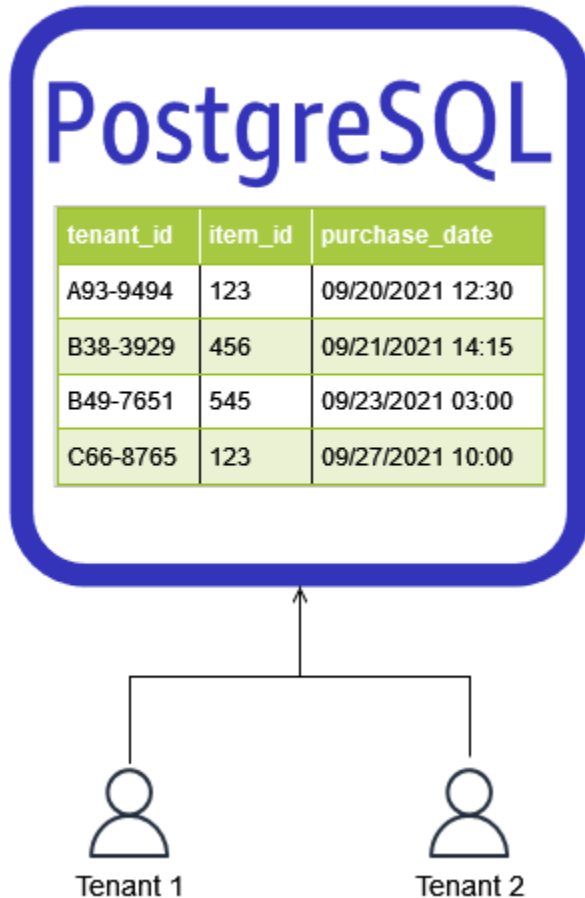 PostgreSQL
tenant_id item_id purchase_date
A93-9494 123 09/20/2021 12:30
B38-3929 456 09/21/2021 14:15
B49-7651 545 09/23/2021 03:00
C66-8765 123 09/27/2021 10:00
Tenant 1 Tenant 2